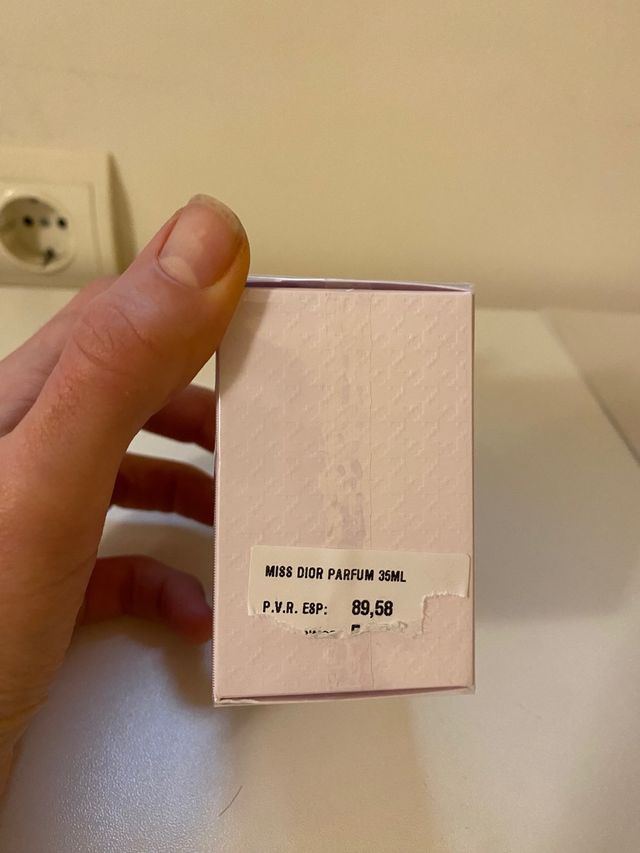 MISS DIOR PARFUM 35ML
P.V.R. ESP: 89,58